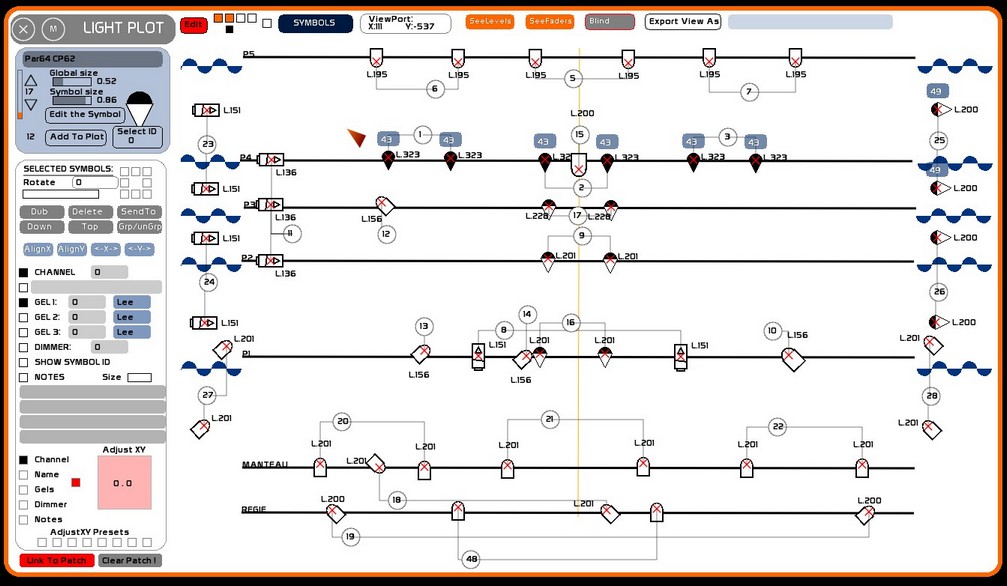 M
LIGHT PLOT
Edit
SYMBOLS
ViewPort:
X:111 Y:-537
SeeLevels
SeeFaders
Blind
Export View As
Par64 CP62
Global size
0.52
17
Symbol size
0.86
Edit the Symbol
12
Add To Plot
Select ID
0
SELECTED SYMBOLS:
Rotate
0
Dub
Delete
SendTo
Down
Top
Grp/unGrp
AlignX
AlignY
<-X->
<-Y->
CHANNEL
0
GEL 1:
0
Lee
GEL 2:
0
Lee
GEL 3:
0
Lee
DIMMER:
0
SHOW SYMBOL ID
NOTES
Size
Adjust XY
Channel
Name
Gels
Dimmer
Notes
0.0
AdjustXY Presets
Link To Patch
Clear Patch !
P5
L195
L195
L195
L195
L195
L195
6
5
7
L151
23
L151
L200
15
43
1
43
43
43
43
3
43
P4
L323
L323
L32
L323
L323
L323
L136
2
49
L200
25
49
L200
P3
L136
L156
L228
17
L228
11
12
9
L151
24
L151
P2
L136
L201
L201
L200
26
L200
13
14
8
16
10
L201
P1
L156
L151
L156
L201
L201
L151
L156
L201
27
L201
28
L201
20
21
22
L201
L201
L201
L201
L201
L201
L201
MANTEAU
18
REGIE
L200
L201
L200
19
48